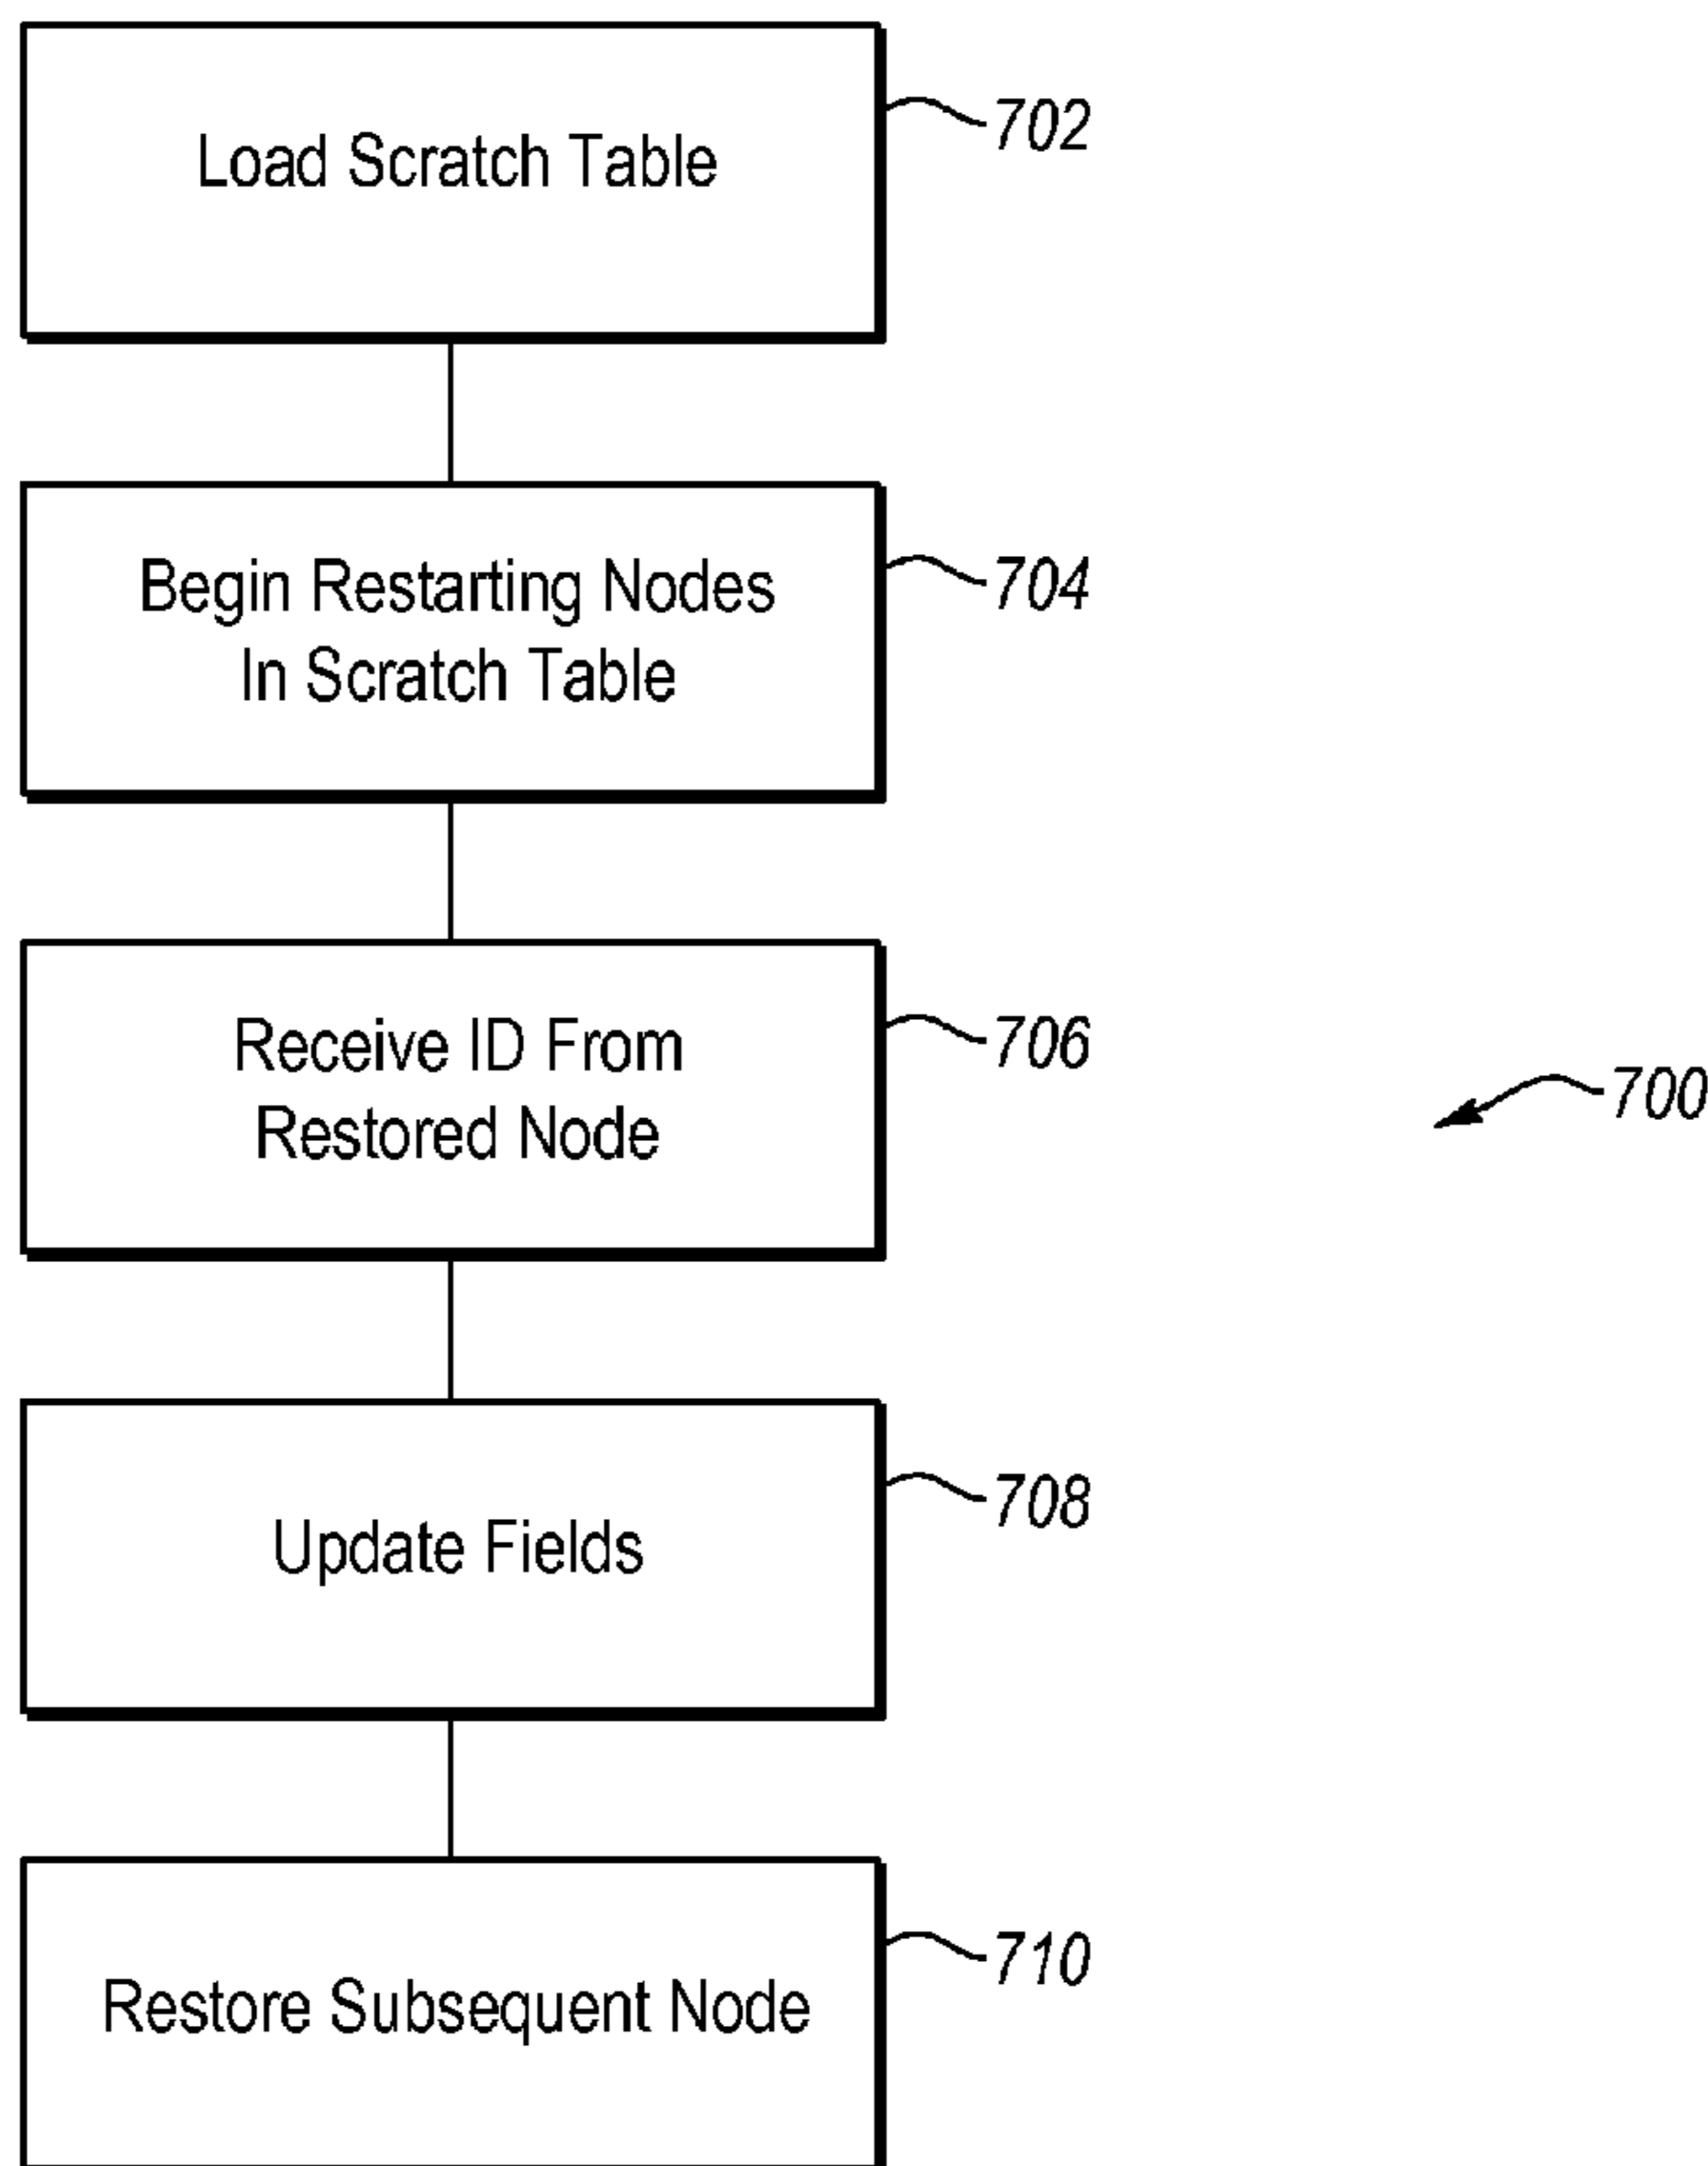 Load Scratch Table
702
Begin Restarting Nodes
In Scratch Table
704
Receive ID From
Restored Node
706
700
Update Fields
708
Restore Subsequent Node
710